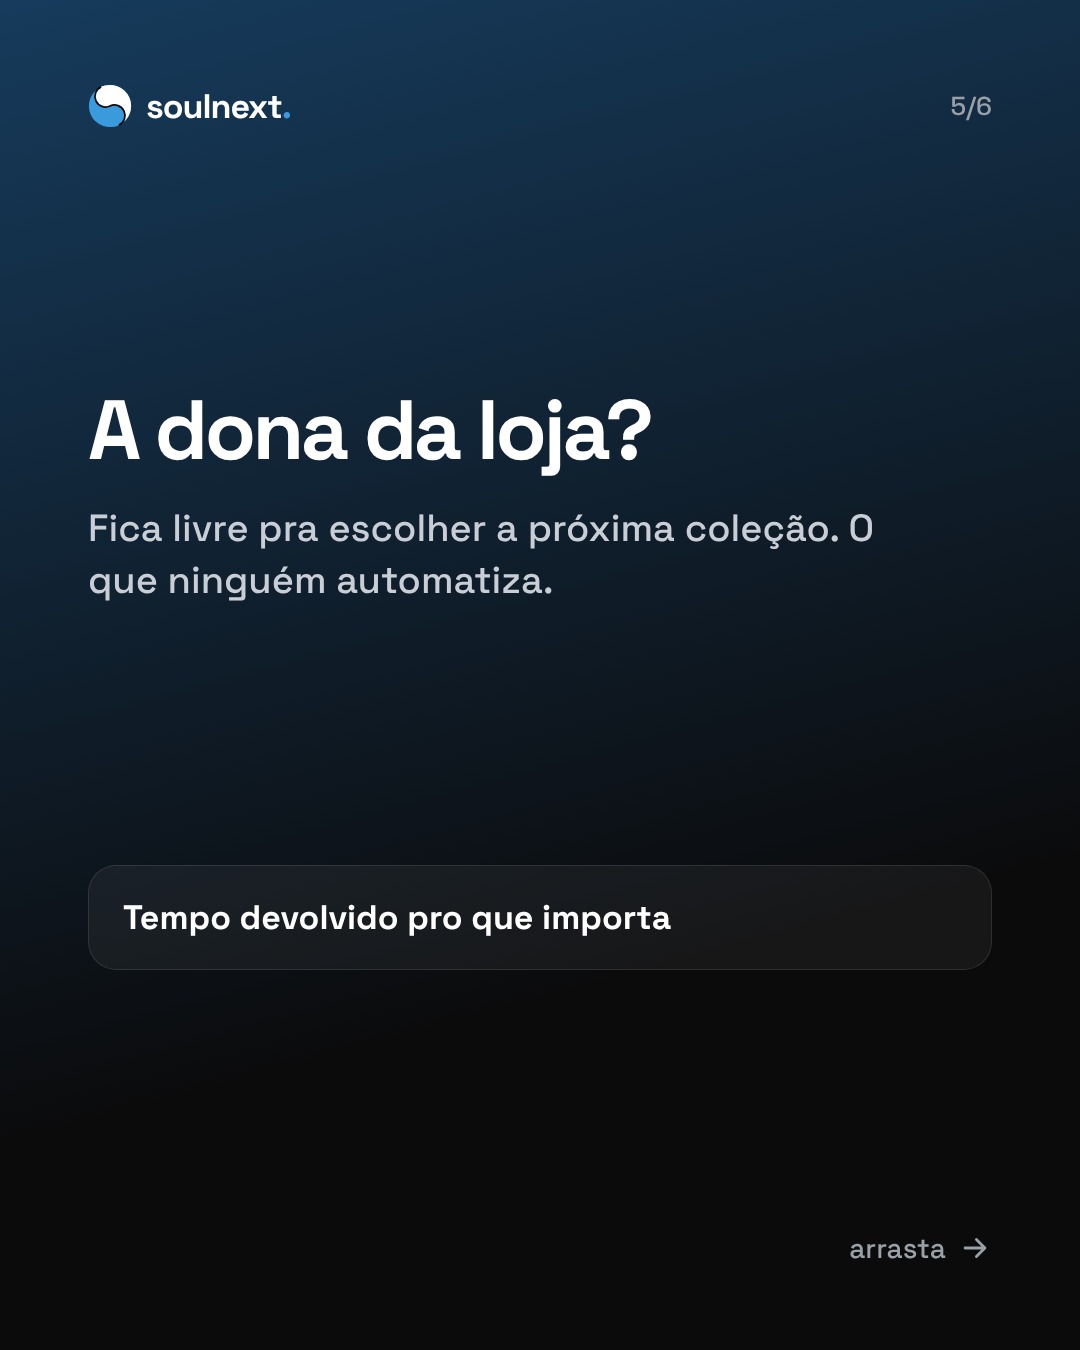 soulnext.
5/6
A dona da loja?
Fica livre pra escolher a próxima coleção. O
que ninguém automatiza.
Tempo devolvido pro que importa
arrasta →